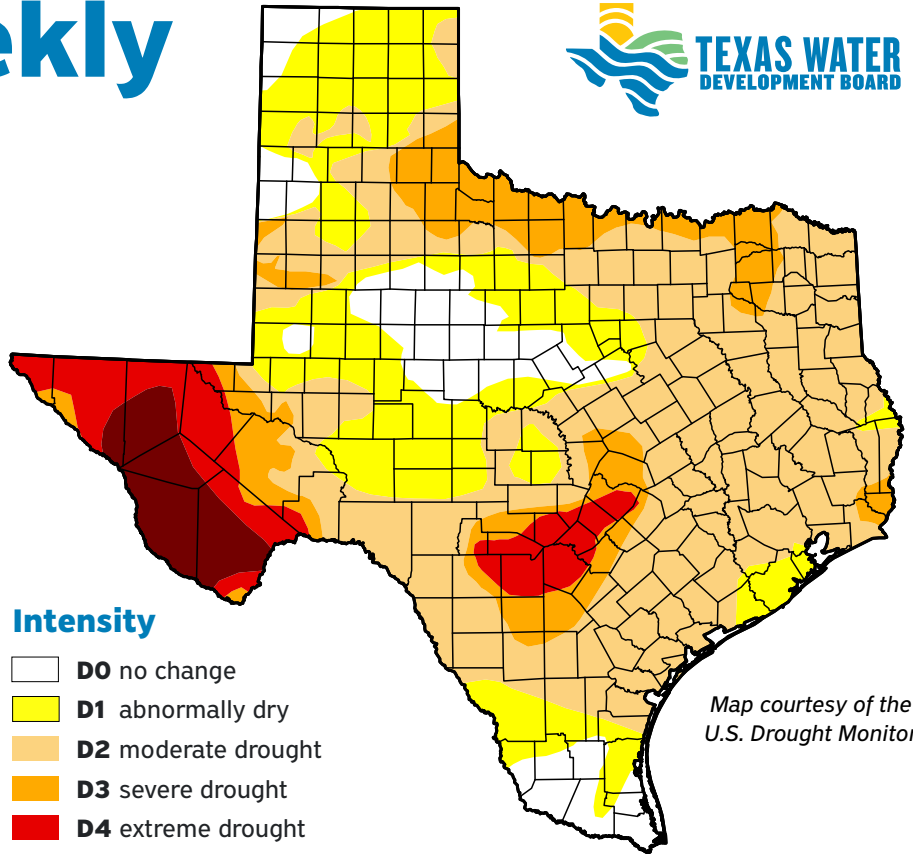 ekly
TEXAS WATER
DEVELOPMENT BOARD
Intensity
D0 no change
D1 abnormally dry
D2 moderate drought
D3 severe drought
D4 extreme drought
Map courtesy of the
U.S. Drought Monitor